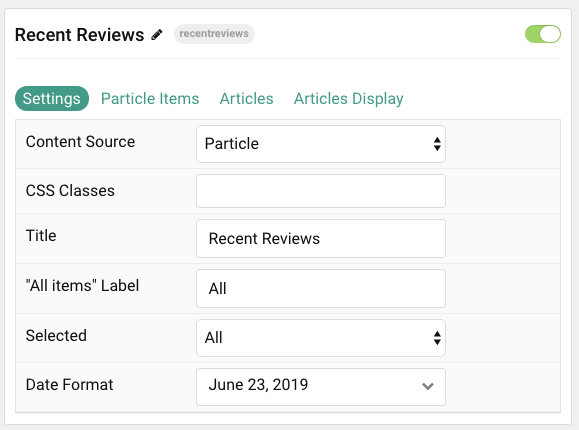 Recent Reviews recentreviews
Settings Particle Items Articles Articles Display
Content Source Particle
CSS Classes
Title Recent Reviews
"All items" Label All
Selected All
Date Format June 23, 2019